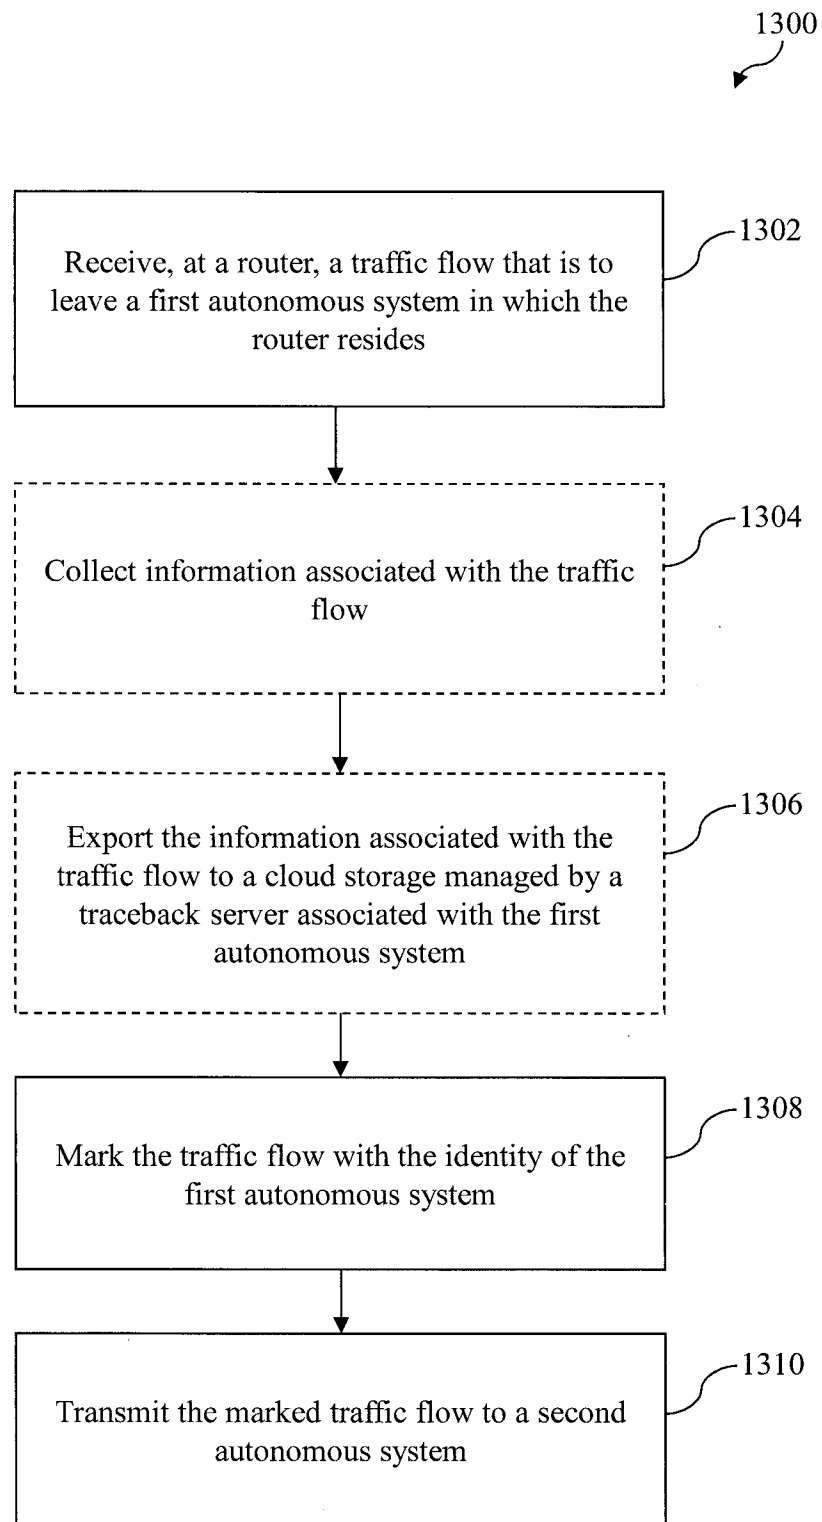 1300
Receive, at a router, a traffic flow that is to
leave a first autonomous system in which the
router resides
1302
Collect information associated with the traffic
flow
1304
Export the information associated with the
traffic flow to a cloud storage managed by a
traceback server associated with the first
autonomous system
1306
Mark the traffic flow with the identity of the
first autonomous system
1308
Transmit the marked traffic flow to a second
autonomous system
1310